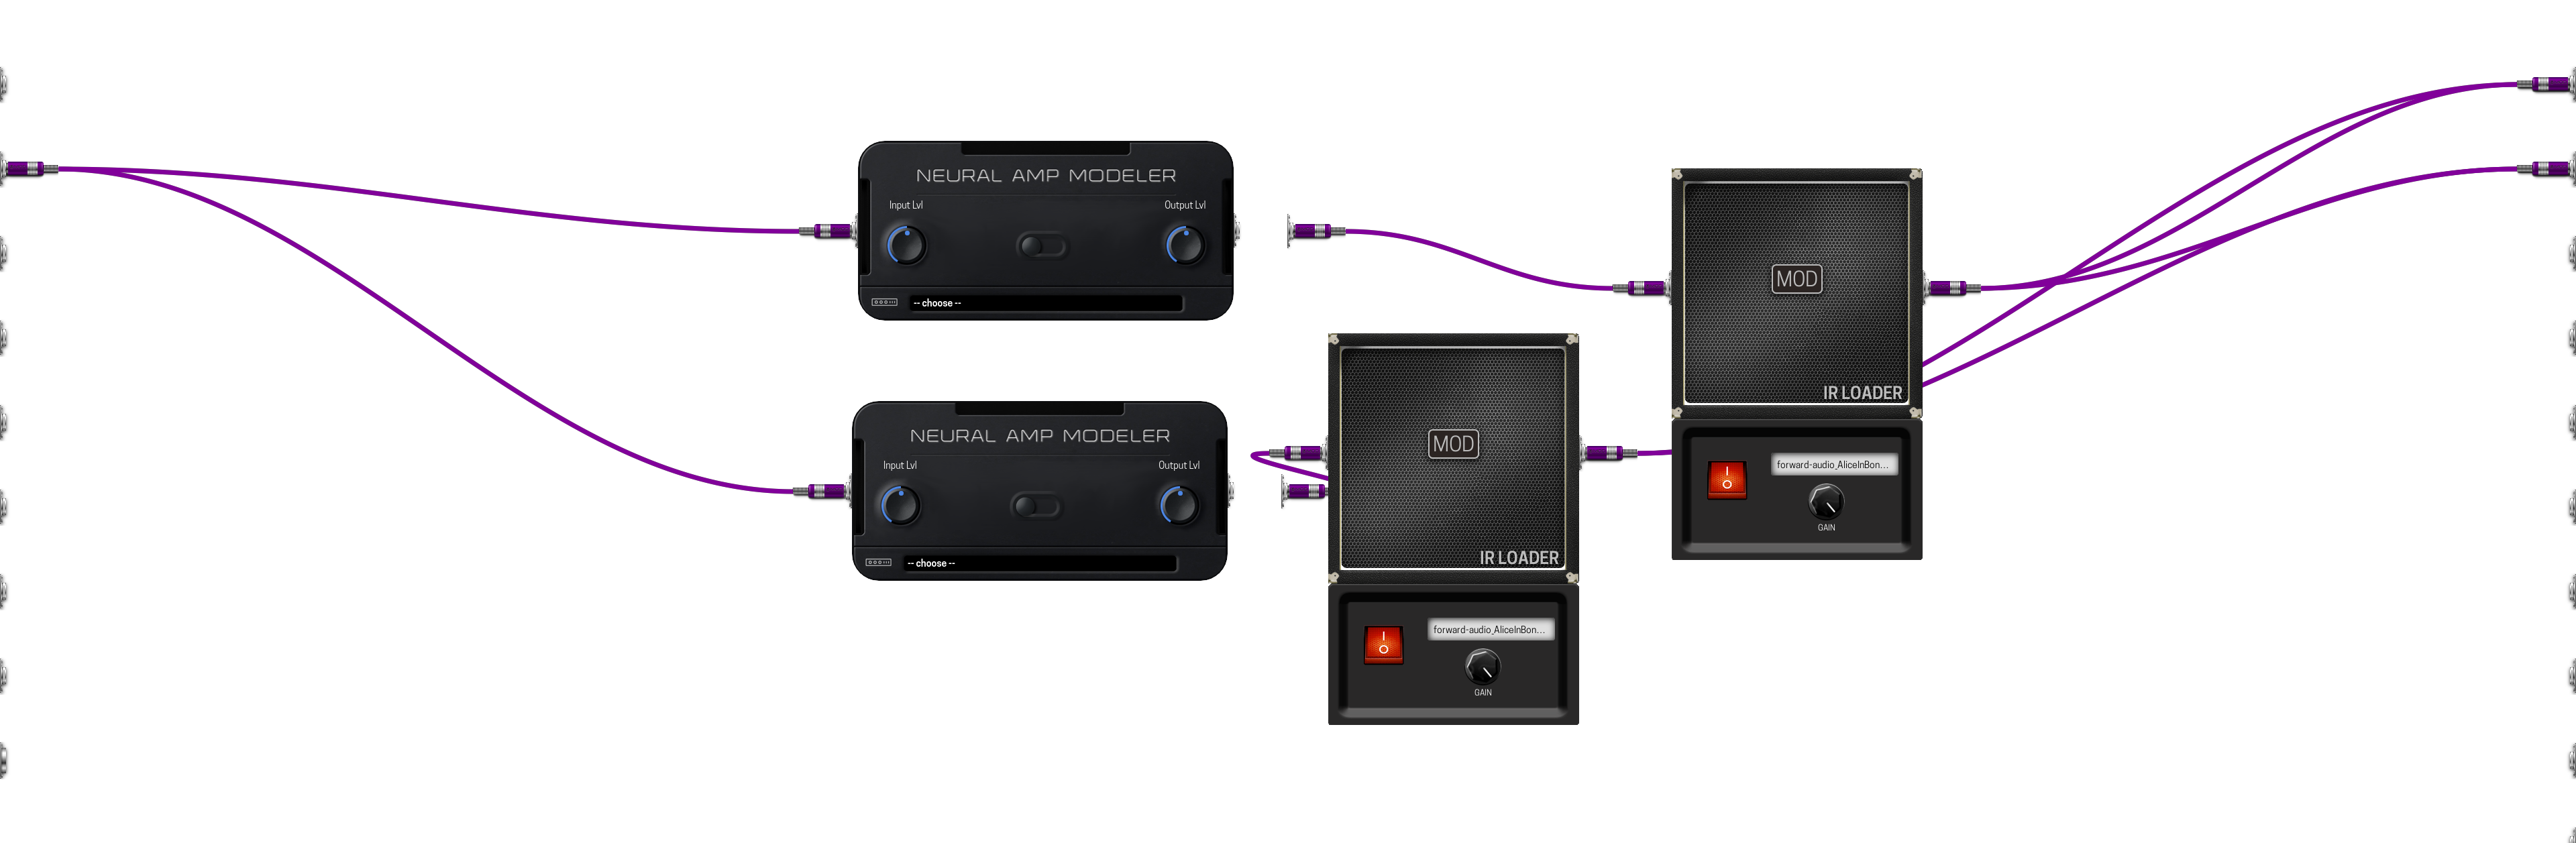 NEURAL AMP MODELER
Input Lvl
Output Lvl
-- choose --
MOD
IR LOADER
forward-audio_AliceInBon...
GAIN
NEURAL AMP MODELER
Input Lvl
Output Lvl
-- choose --
MOD
IR LOADER
forward-audio_AliceInBon...
GAIN